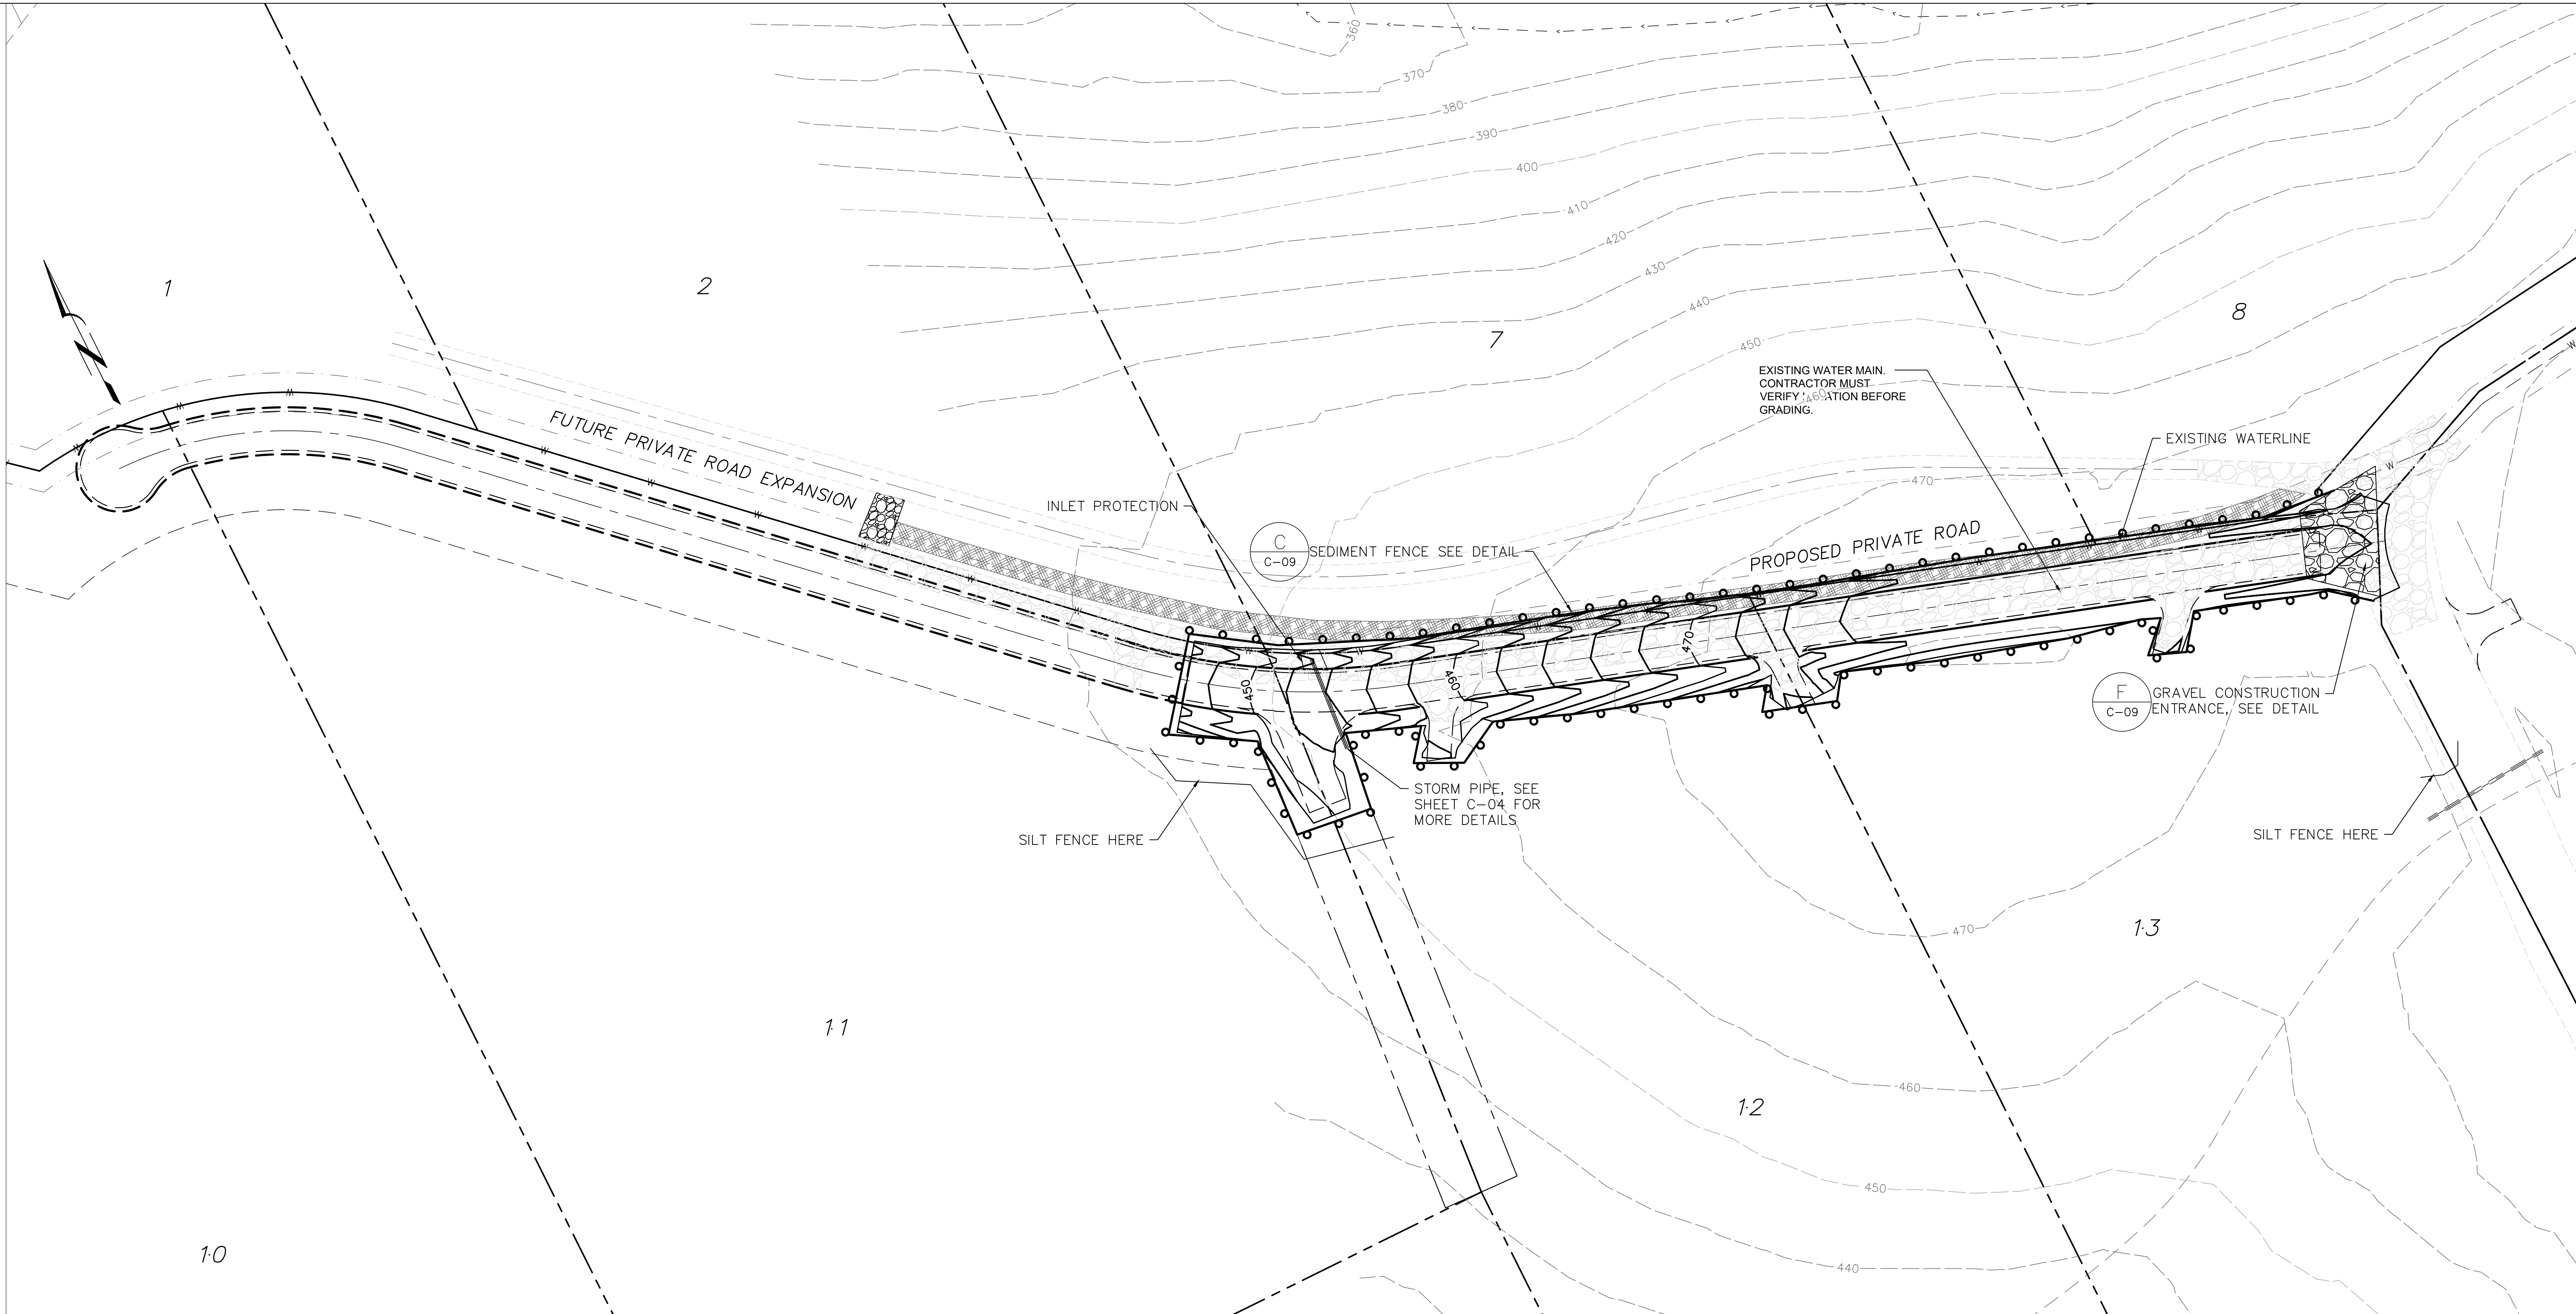 360
370
380
390
400
410
420
430
440
450
460
1
2
7
8
N
FUTURE PRIVATE ROAD EXPANSION
EXISTING WATER MAIN.
CONTRACTOR MUST
VERIFY BEFORE
GRADING.
EXISTING WATERLINE
W
470
INLET PROTECTION
C
C-09
SEDIMENT FENCE SEE DETAIL
PROPOSED PRIVATE ROAD
450
460
470
F
C-09
GRAVEL CONSTRUCTION
ENTRANCE, SEE DETAIL
STORM PIPE, SEE
SHEET C-04 FOR
MORE DETAILS
SILT FENCE HERE
SILT FENCE HERE
470
13
11
460
12
450
10
440